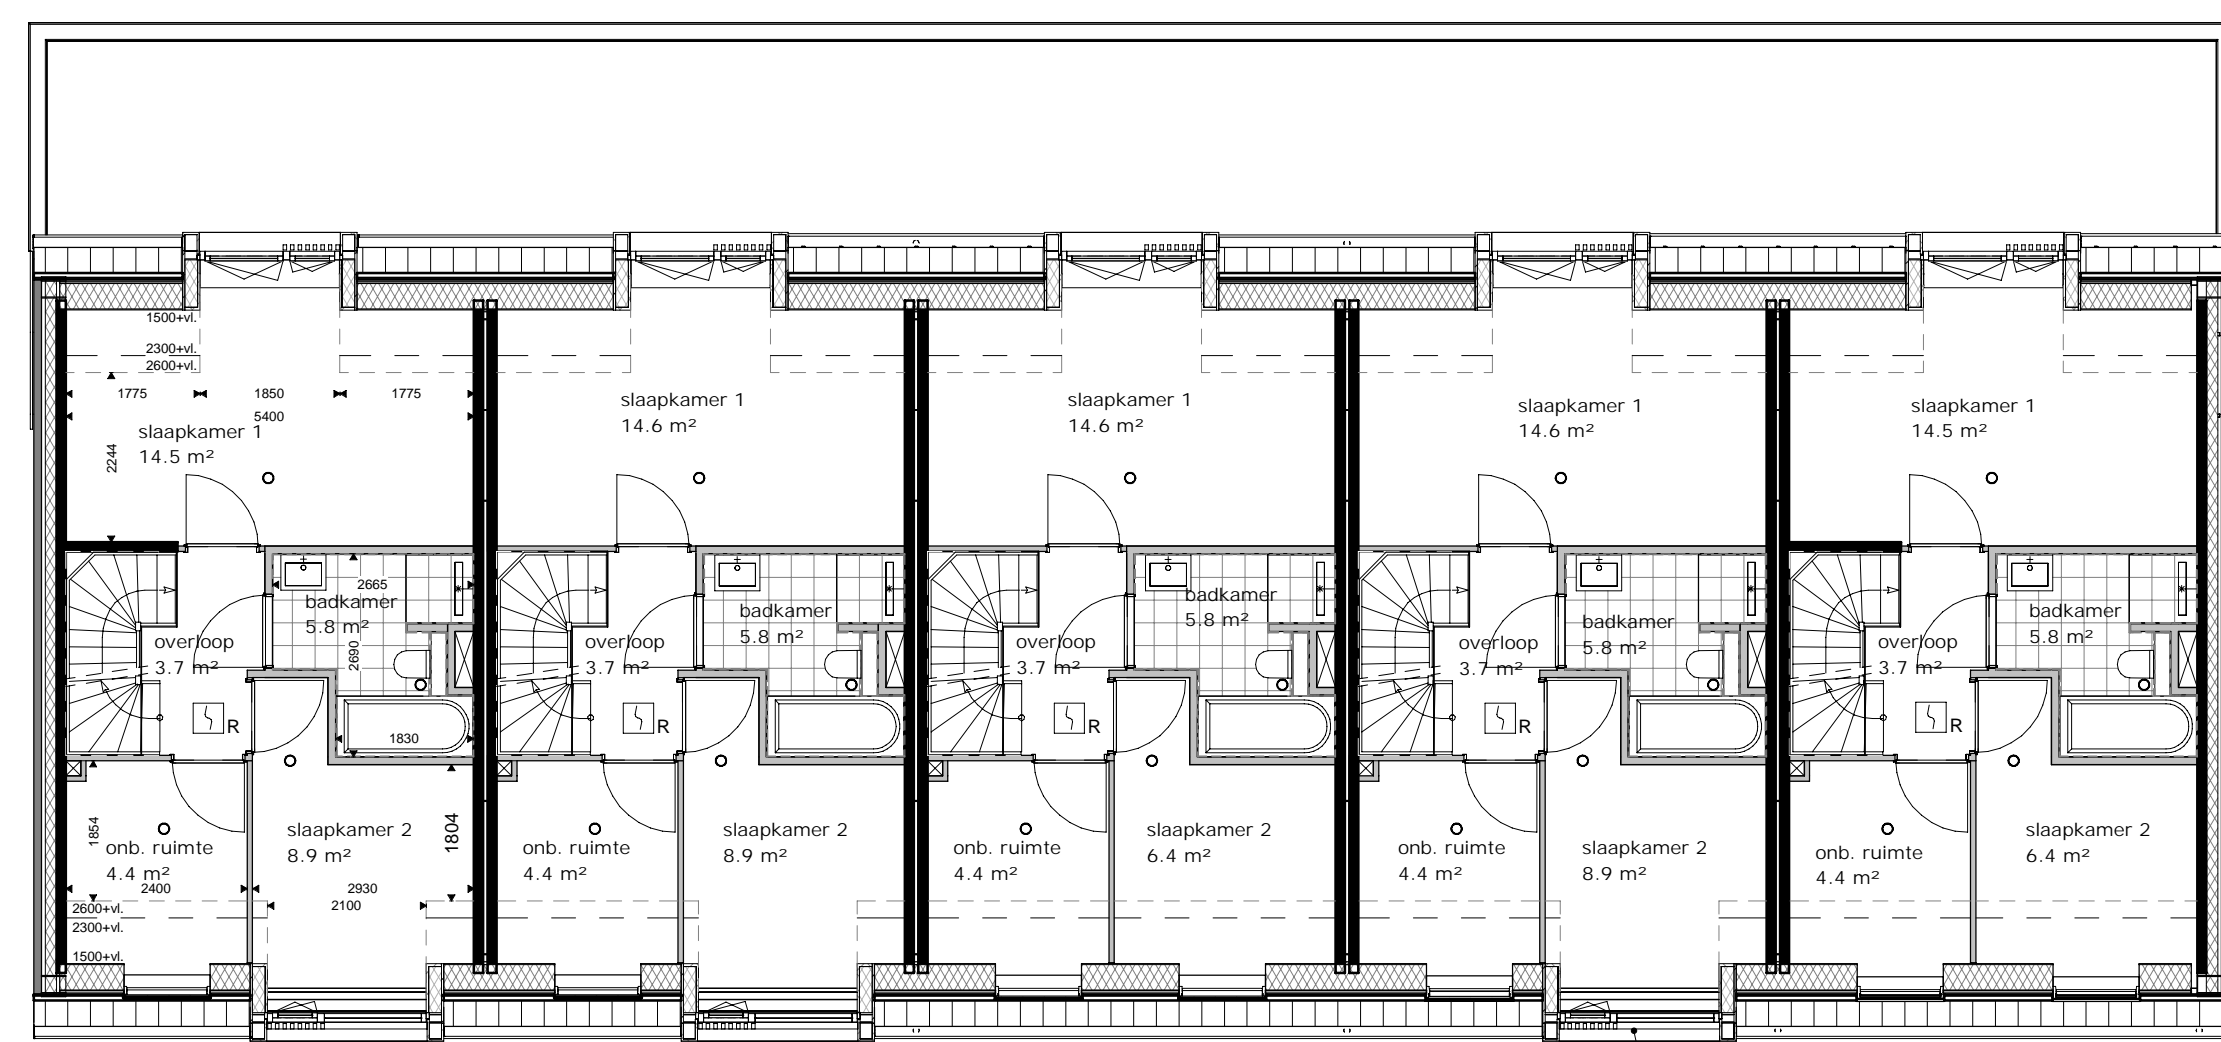 1500+vl.
2300+vl.
2600+vl.
1775
1850
1775
5400
2244
slaapkamer 1
14.5 m²
2665
badkamer
5.8 m²
2690
overloop
3.7 m²
R
1830
1854
onb. ruimte
4.4 m²
slaapkamer 2
8.9 m²
1804
2400
2930
2100
2600+vl.
2300+vl.
1500+vl.
slaapkamer 1
14.6 m²
badkamer
5.8 m²
overloop
3.7 m²
R
onb. ruimte
4.4 m²
slaapkamer 2
8.9 m²
slaapkamer 1
14.6 m²
badkamer
5.8 m²
overloop
3.7 m²
R
onb. ruimte
4.4 m²
slaapkamer 2
6.4 m²
slaapkamer 1
14.6 m²
badkamer
5.8 m²
overloop
3.7 m²
R
onb. ruimte
4.4 m²
slaapkamer 2
8.9 m²
slaapkamer 1
14.5 m²
badkamer
5.8 m²
overloop
3.7 m²
R
onb. ruimte
4.4 m²
slaapkamer 2
6.4 m²